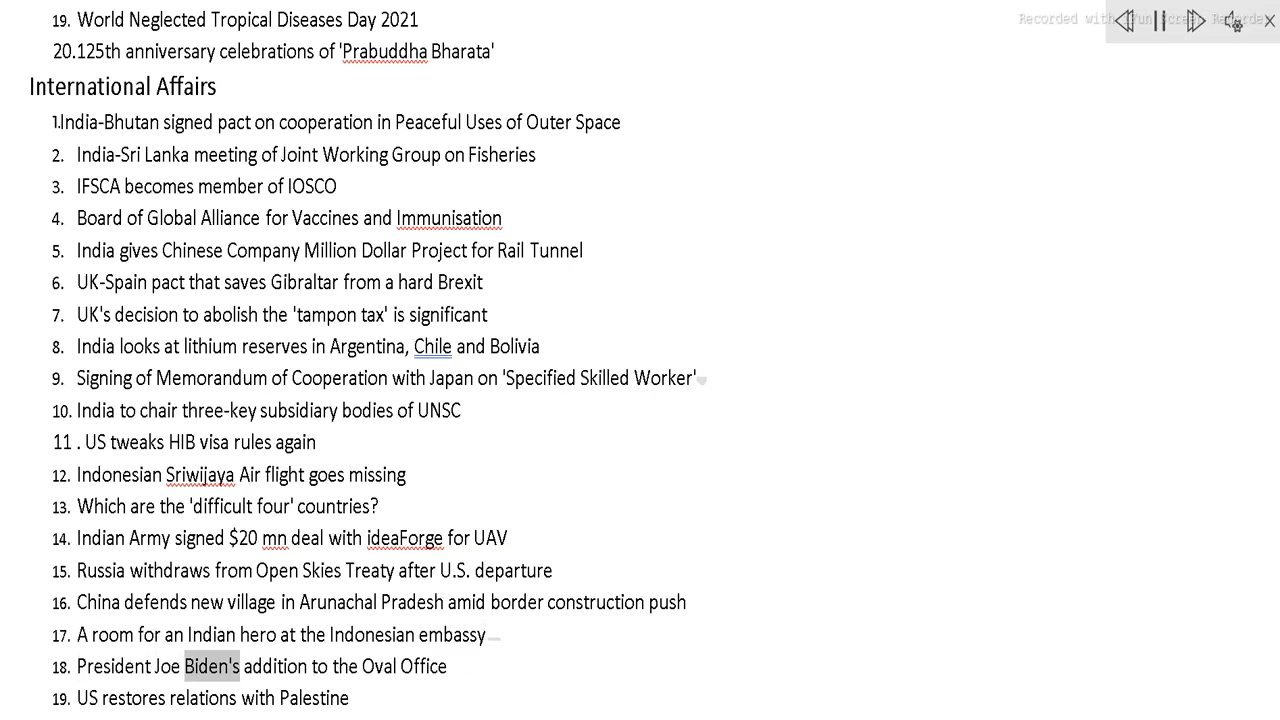 19. World Neglected Tropical Diseases Day 2021
Recorded with
20.125th anniversary celebrations of 'Prabuddha Bharata'
International Affairs
1.India-Bhutan signed pact on cooperation in Peaceful Uses of Outer Space
2. India-Sri Lanka meeting of Joint Working Group on Fisheries
3. IFSCA becomes member of IOSCO
4. Board of Global Alliance for Vaccines and Immunisation
5. India gives Chinese Company Million Dollar Project for Rail Tunnel
6. UK-Spain pact that saves Gibraltar from a hard Brexit
7. UK's decision to abolish the 'tampon tax' is significant
8. India looks at lithium reserves in Argentina, Chile and Bolivia
9. Signing of Memorandum of Cooperation with Japan on 'Specified Skilled Worker'
10. India to chair three-key subsidiary bodies of UNSC
11 . US tweaks HIB visa rules again
12. Indonesian Sriwijaya Air flight goes missing
13. Which are the 'difficult four' countries?
14. Indian Army signed $20 mn deal with ideaForge for UAV
15. Russia withdraws from Open Skies Treaty after U.S. departure
16. China defends new village in Arunachal Pradesh amid border construction push
17. A room for an Indian hero at the Indonesian embassy
18. President Joe Biden's addition to the Oval Office
19. US restores relations with Palestine